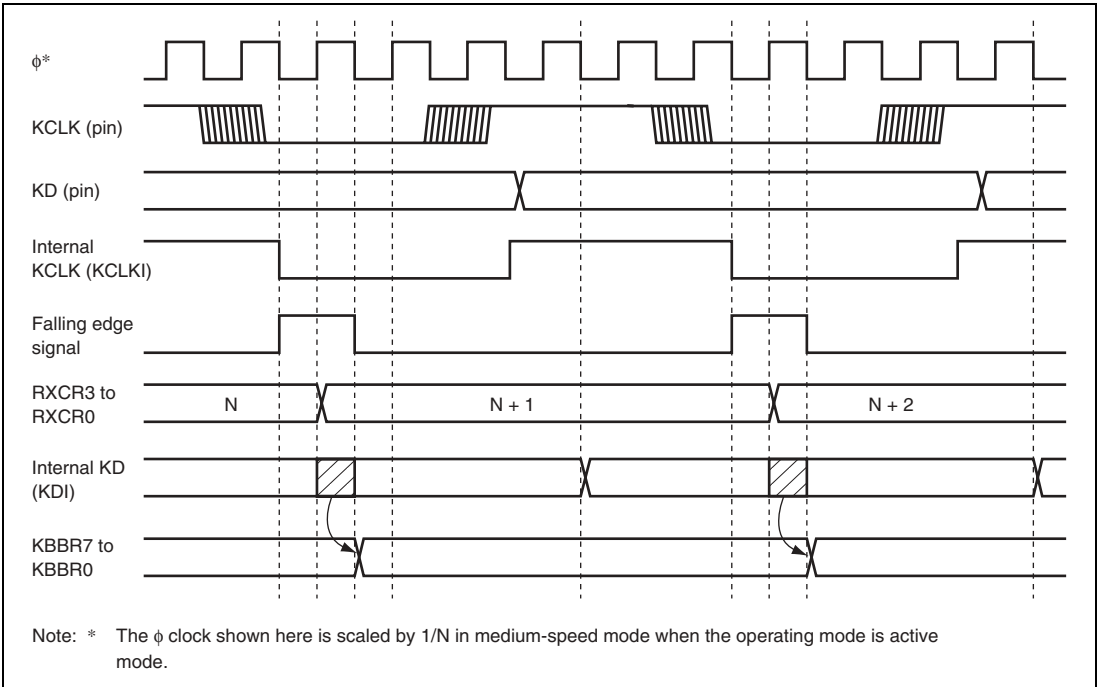 ϕ*
KCLK (pin)
KD (pin)
Internal
KCLK (KCLKI)
Falling edge
signal
RXCR3 to
RXCR0
N
N + 1
N + 2
Internal KD
(KDI)
KBBR7 to
KBBR0
Note: * The ϕ clock shown here is scaled by 1/N in medium-speed mode when the operating mode is active
mode.